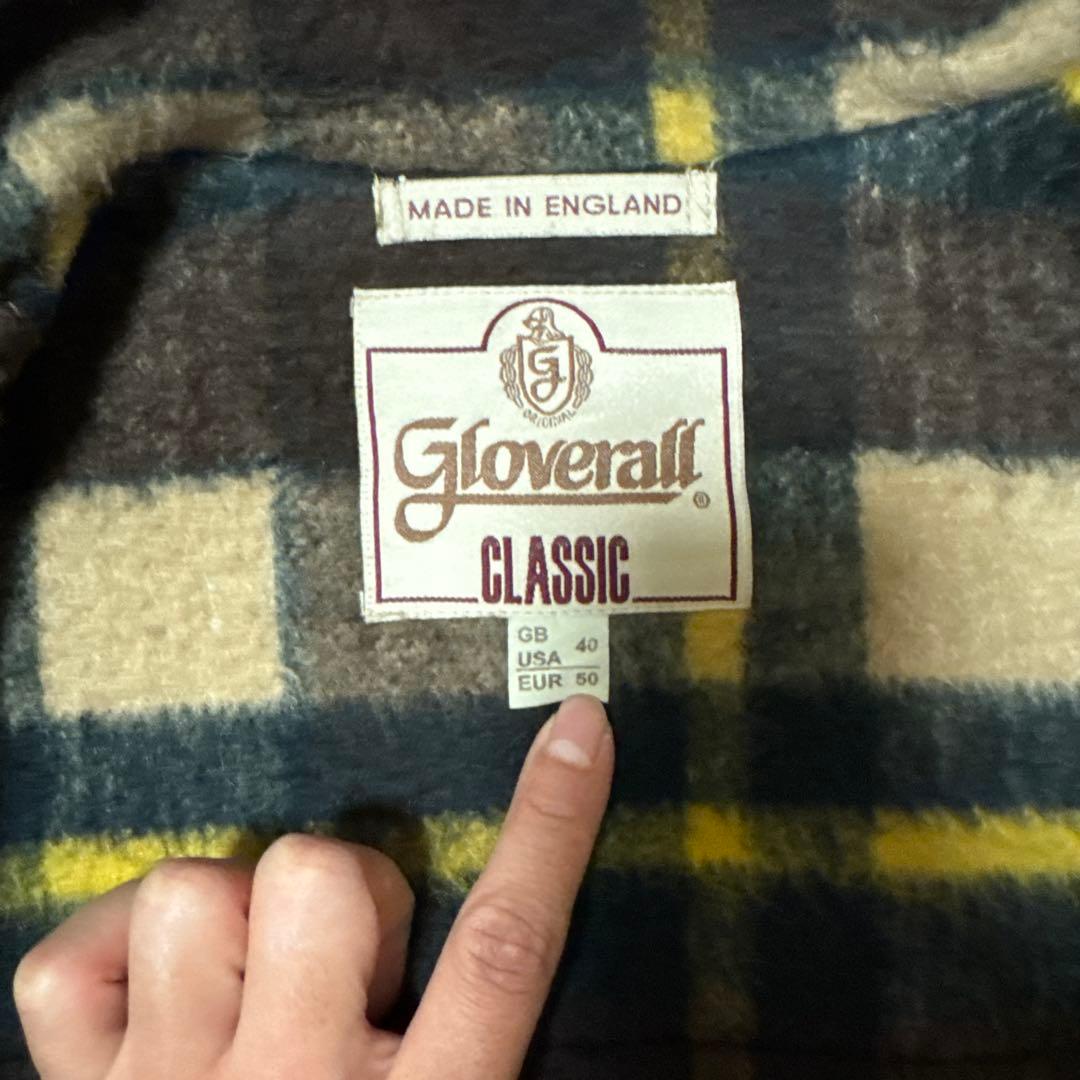 MADE IN ENGLAND
G
ORIGINAL
Gloverall®
CLASSIC
GB
USA 40
EUR 50